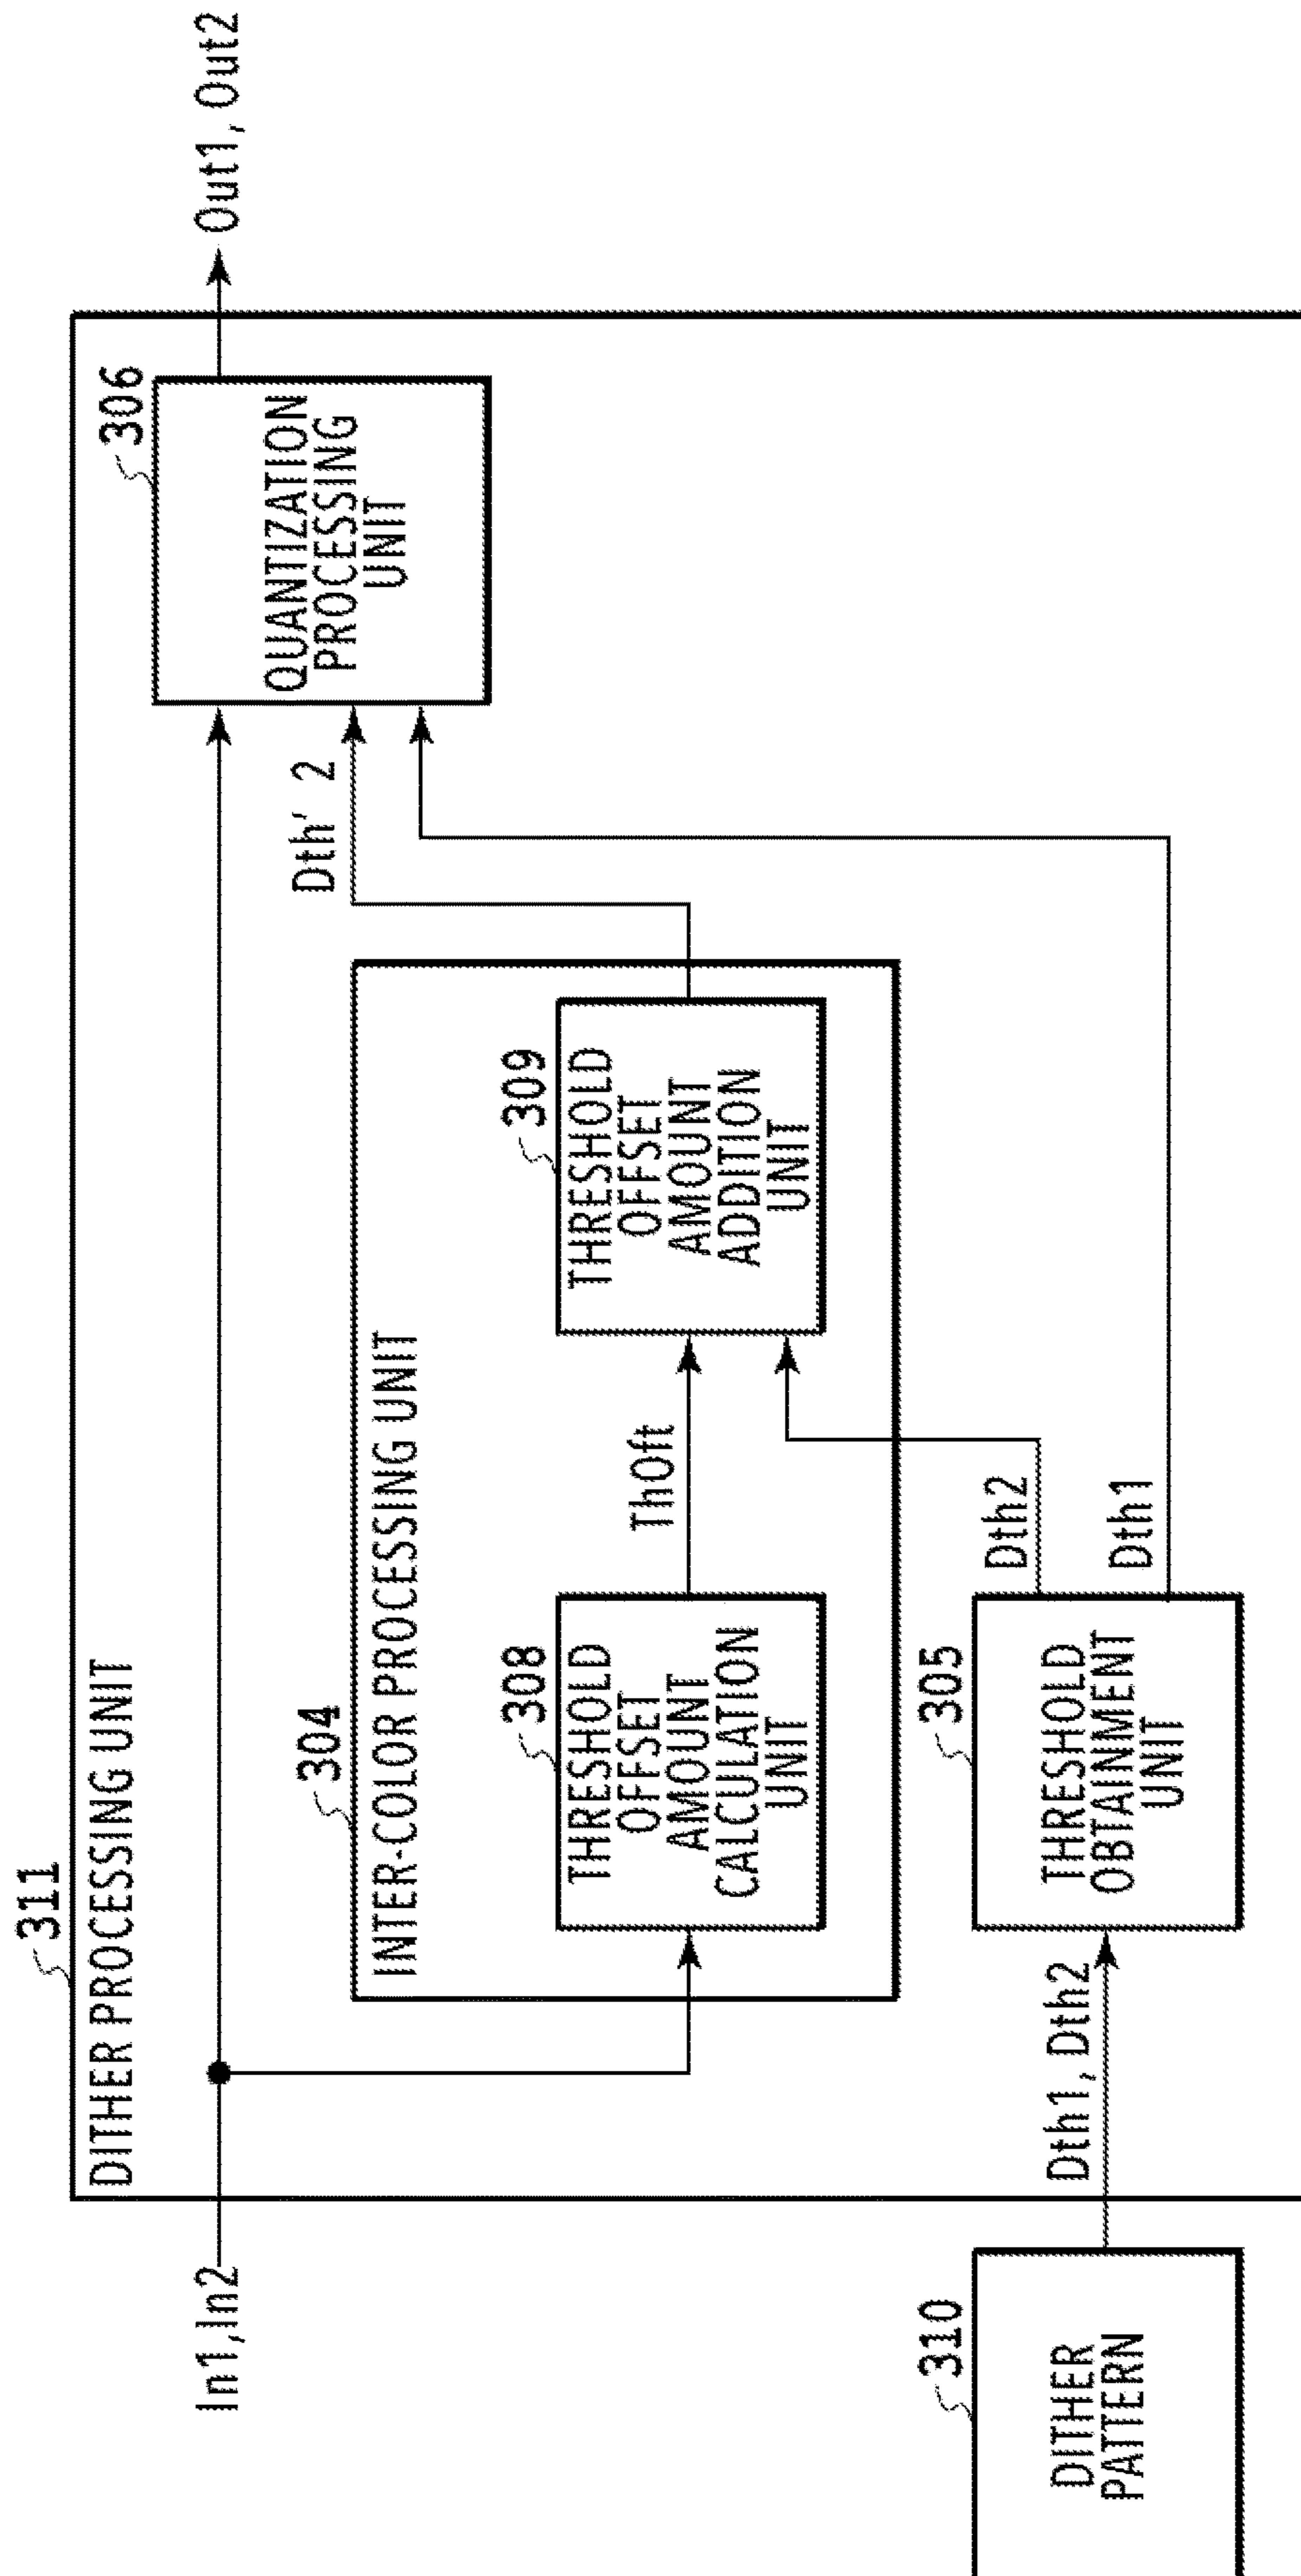 311
DITHER PROCESSING UNIT
In1,In2
Out1, Out2
306
QUANTIZATION
PROCESSING
UNIT
Dth' 2
304
INTER-COLOR PROCESSING UNIT
308
THRESHOLD
OFFSET
AMOUNT
CALCULATION
UNIT
ThOft
309
THRESHOLD
OFFSET
AMOUNT
ADDITION
UNIT
310
DITHER
PATTERN
Dth1, Dth2
305
THRESHOLD
OBTAINMENT
UNIT
Dth2
Dth1